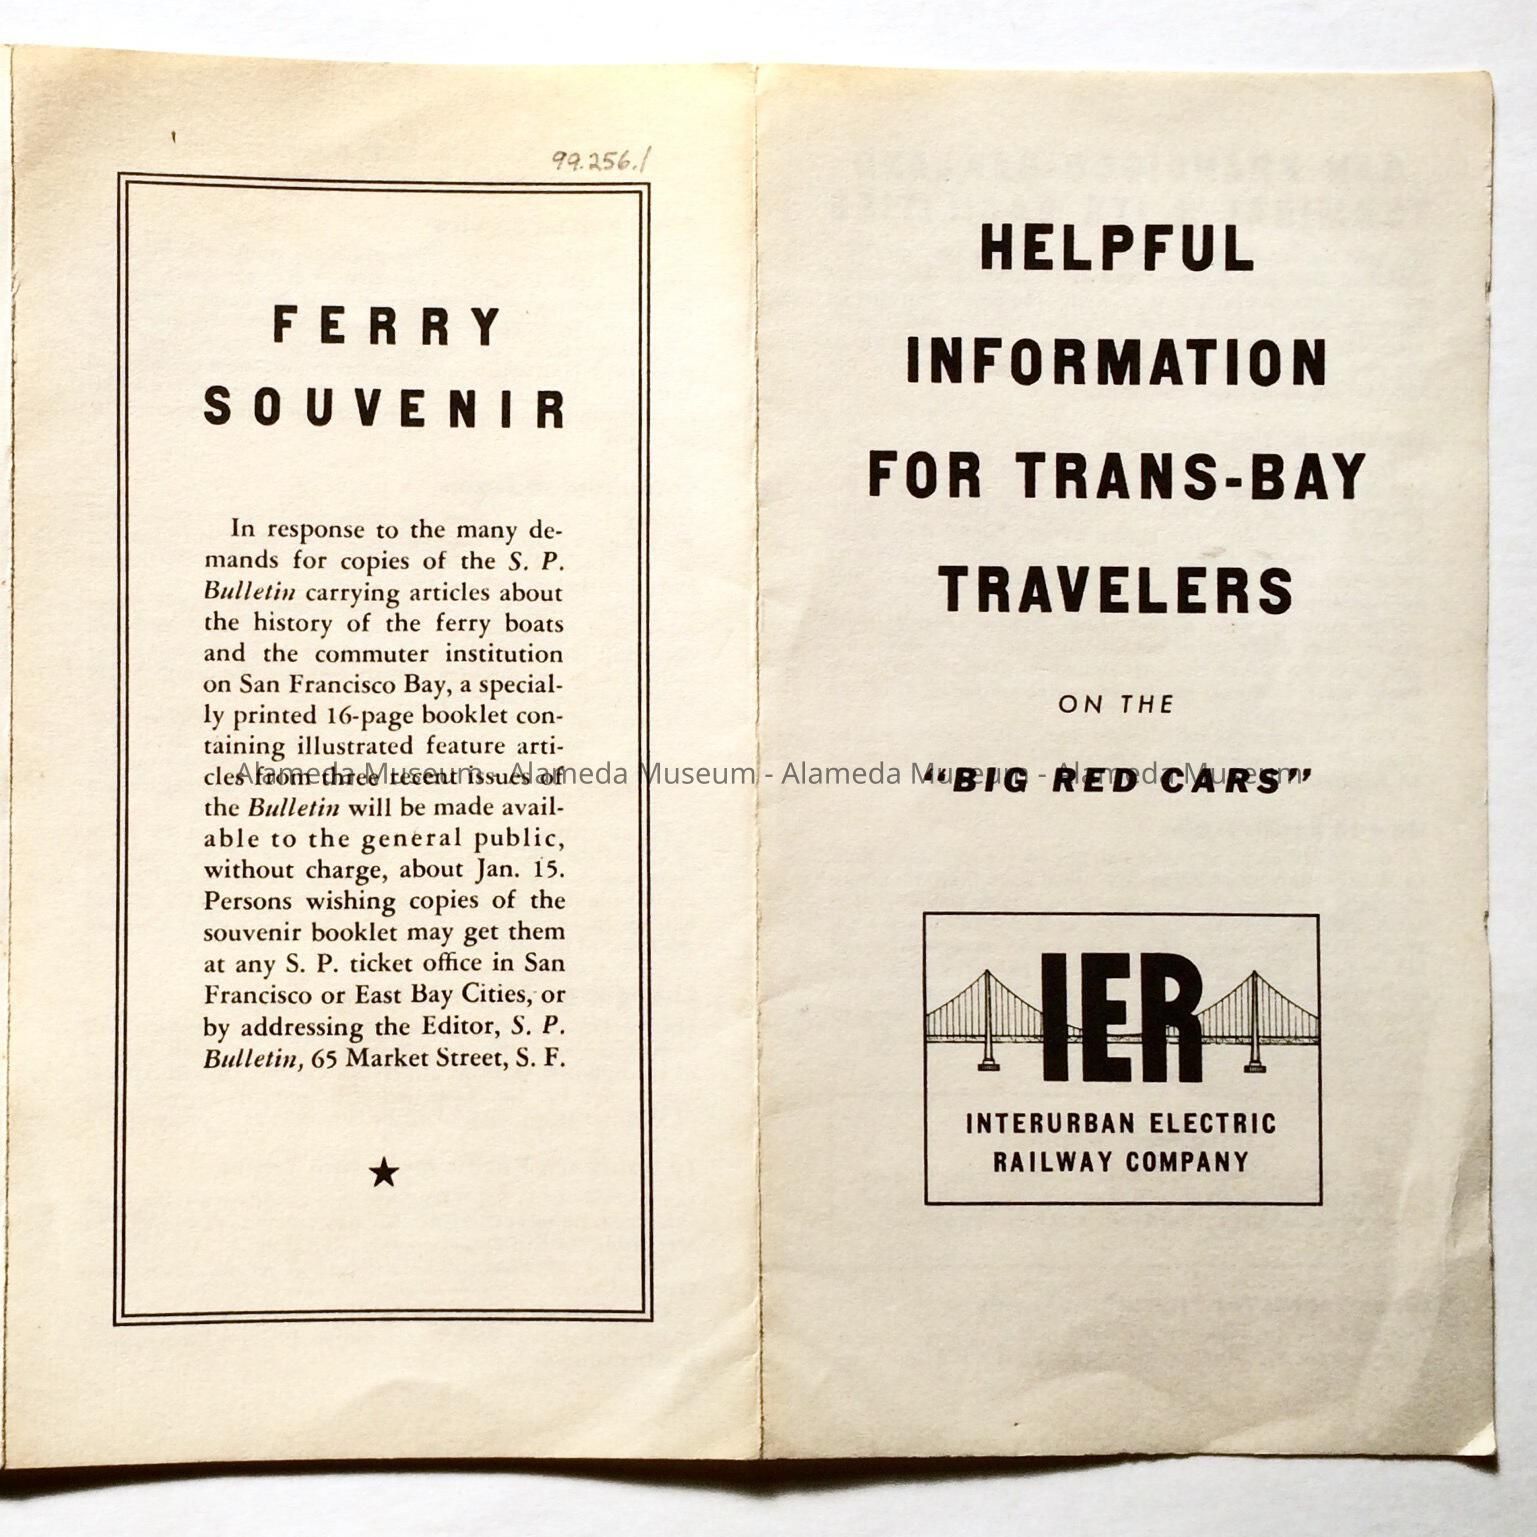 99.256.1
FERRY
SOUVENIR
In response to the many de-
mands for copies of the S. P.
Bulletin carrying articles about
the history of the ferry boats
and the commuter institution
on San Francisco Bay, a special-
ly printed 16-page booklet con-
taining illustrated feature arti-
cles from three recent issues of
the Bulletin will be made avail-
able to the general public,
without charge, about Jan. 15.
Persons wishing copies of the
souvenir booklet may get them
at any S. P. ticket office in San
Francisco or East Bay Cities, or
by addressing the Editor, S. P.
Bulletin, 65 Market Street, S. F.
HELPFUL
INFORMATION
FOR TRANS-BAY
TRAVELERS
ON THE
“BIG RED CARS”
IER
INTERURBAN ELECTRIC
RAILWAY COMPANY
Alameda Museum - Alameda Museum - Alameda Museum - Alameda Museum